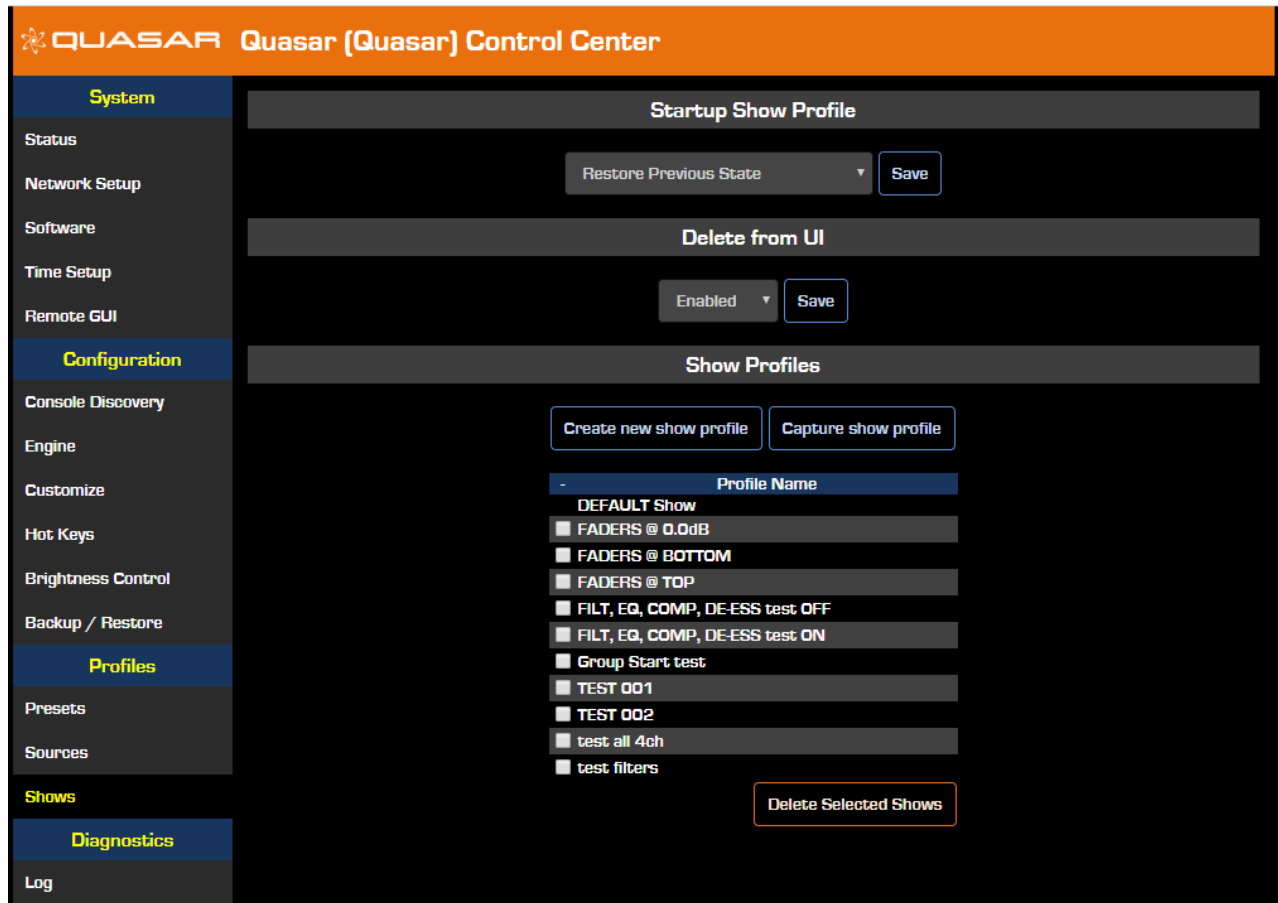 QUASAR Quasar (Quasar) Control Center
System
Status
Network Setup
Software
Time Setup
Remote GUI
Configuration
Console Discovery
Engine
Customize
Hot Keys
Brightness Control
Backup / Restore
Profiles
Presets
Sources
Shows
Diagnostics
Log
Startup Show Profile
Restore Previous State Save
Delete from UI
Enabled Save
Show Profiles
Create new show profile Capture show profile
- Profile Name
DEFAULT Show
FADERS @ 0.0dB
FADERS @ BOTTOM
FADERS @ TOP
FILT, EQ, COMP, DE-ESS test OFF
FILT, EQ, COMP, DE-ESS test ON
Group Start test
TEST 001
TEST 002
test all 4ch
test filters
Delete Selected Shows